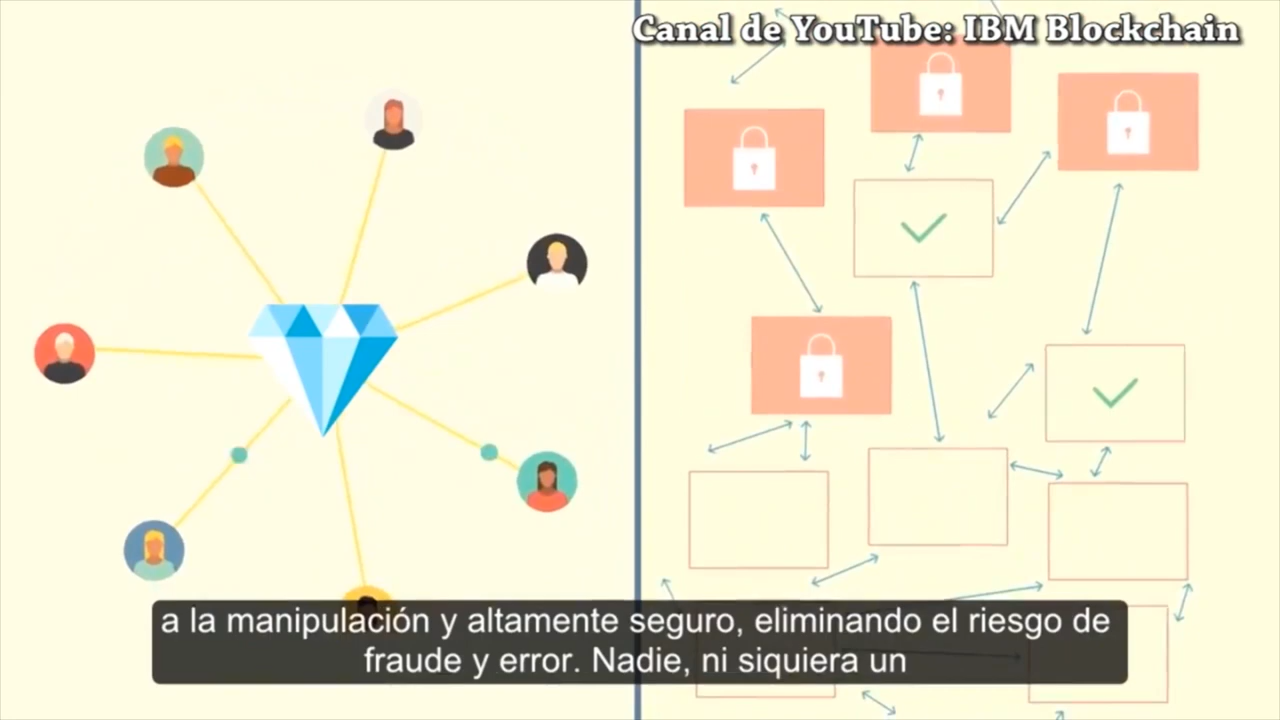 Canal de YouTube: IBM Blockchain
a la manipulación y altamente seguro, eliminando el riesgo de
fraude y error. Nadie, ni siquiera un